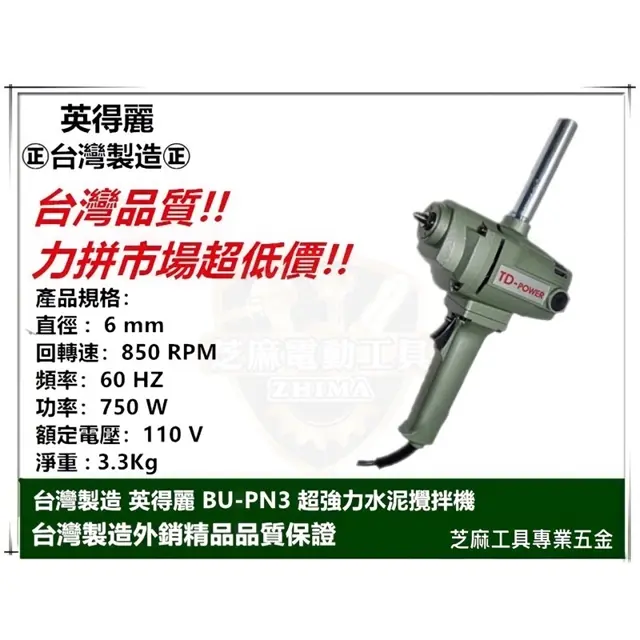 英得麗
㊣台灣製造㊣
台灣品質!!
力拼市場超低價!!
產品規格：
直徑：6 mm
回轉速：850 RPM
頻率：60 HZ
功率：750 W
額定電壓：110 V
淨重：3.3Kg
TD-POWER
芝麻電動工具
ZHIMA
台灣製造 英得麗 BU-PN3 超強力水泥攪拌機
台灣製造外銷精品品質保證
芝麻工具專業五金